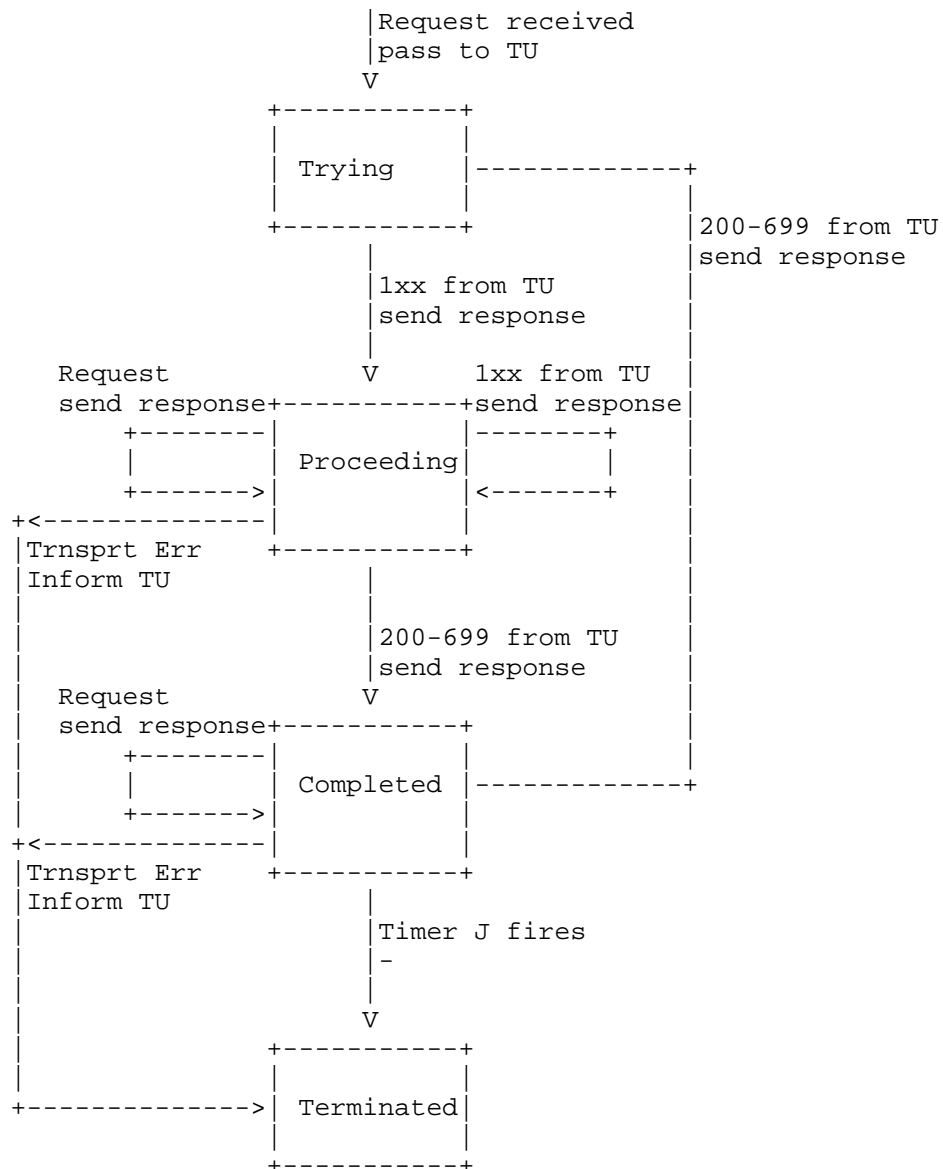 Request received
pass to TU
V
Trying
200-699 from TU
send response
1xx from TU
send response
Request V 1xx from TU
send response send response
Proceeding
Trnsprt Err
Inform TU
200-699 from TU
send response
Request V
send response
Completed
Trnsprt Err
Inform TU
Timer J fires
-
V
Terminated